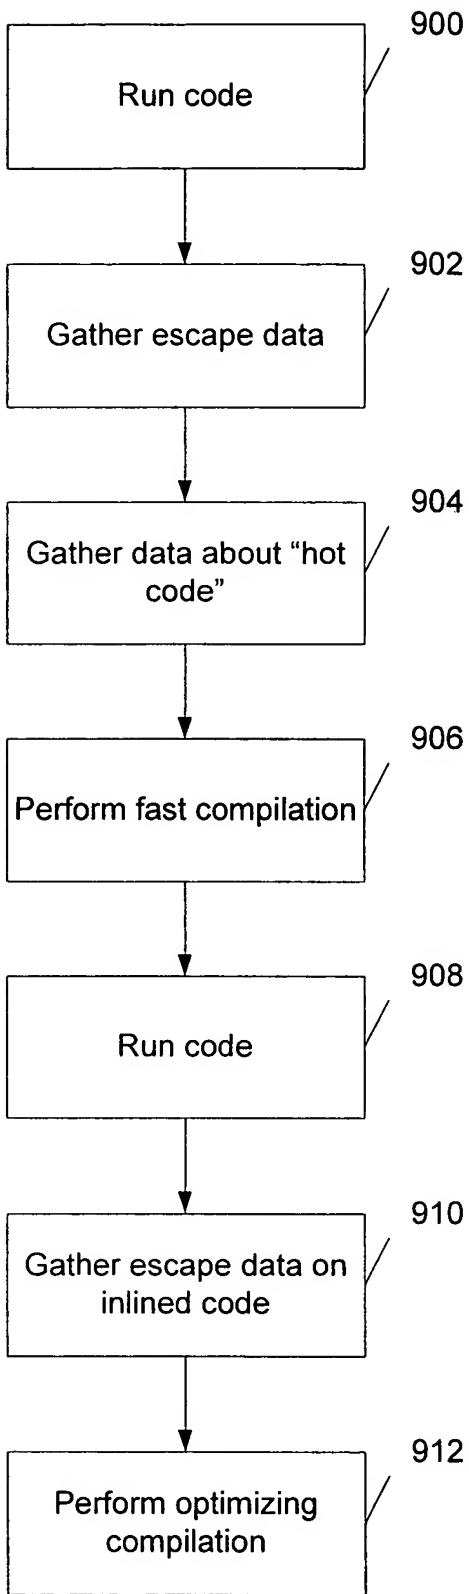 900
Run code
902
Gather escape data
904
Gather data about “hot
code”
906
Perform fast compilation
908
Run code
910
Gather escape data on
inlined code
912
Perform optimizing
compilation